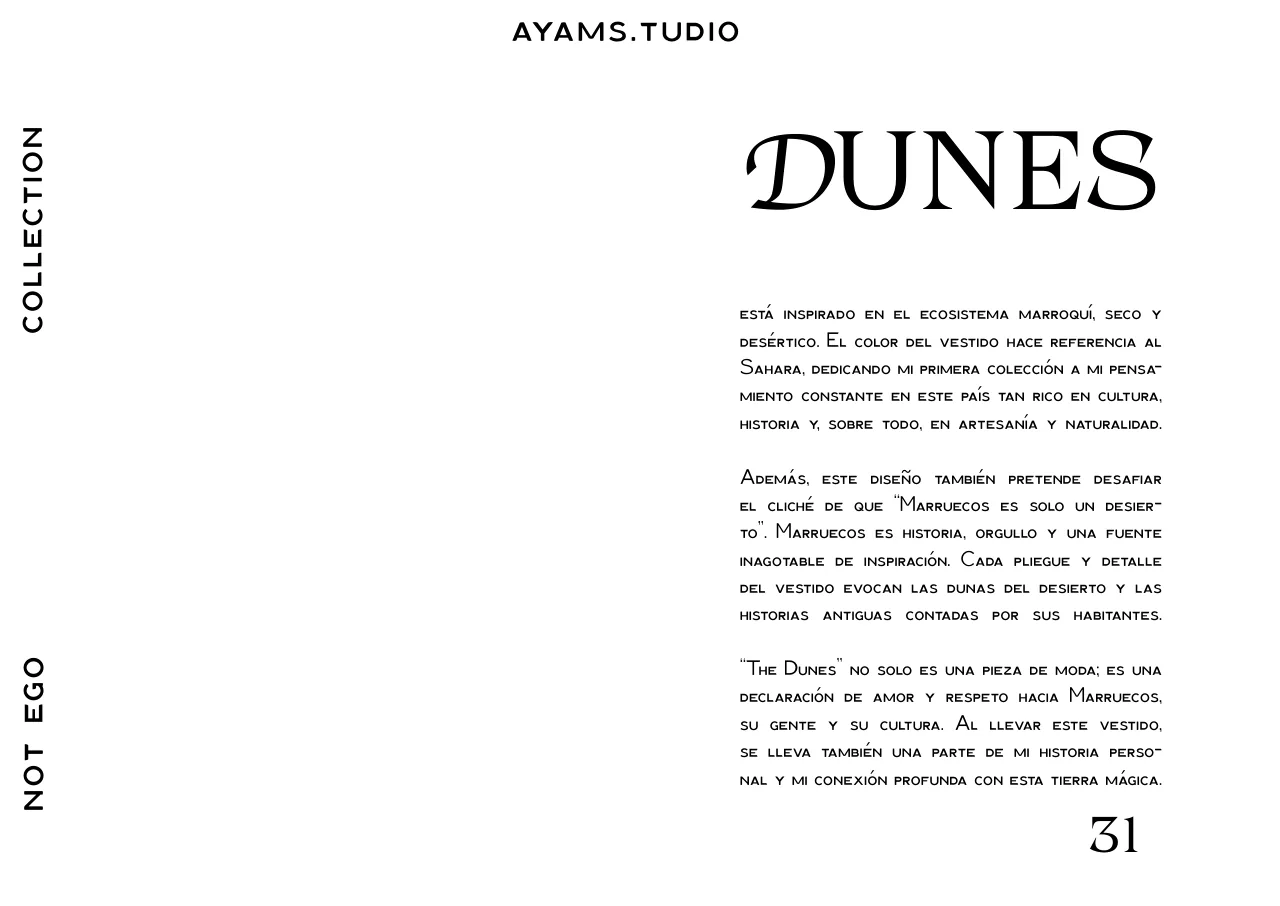 AYAMS.TUDIO
COLLECTION
NOT EGO
DUNES
está inspirado en el ecosistema marroquí, seco y
desértico. El color del vestido hace referencia al
Sahara, dedicando mi primera colección a mi pensa-
miento constante en este país tan rico en cultura,
historia y, sobre todo, en artesanía y naturalidad.
Además, este diseño también pretende desafiar
el cliché de que “Marruecos es solo un desier-
to”. Marruecos es historia, orgullo y una fuente
inagotable de inspiración. Cada pliegue y detalle
del vestido evocan las dunas del desierto y las
historias antiguas contadas por sus habitantes.
“The Dunes” no solo es una pieza de moda; es una
declaración de amor y respeto hacia Marruecos,
su gente y su cultura. Al llevar este vestido,
se lleva también una parte de mi historia perso-
nal y mi conexión profunda con esta tierra mágica.
31